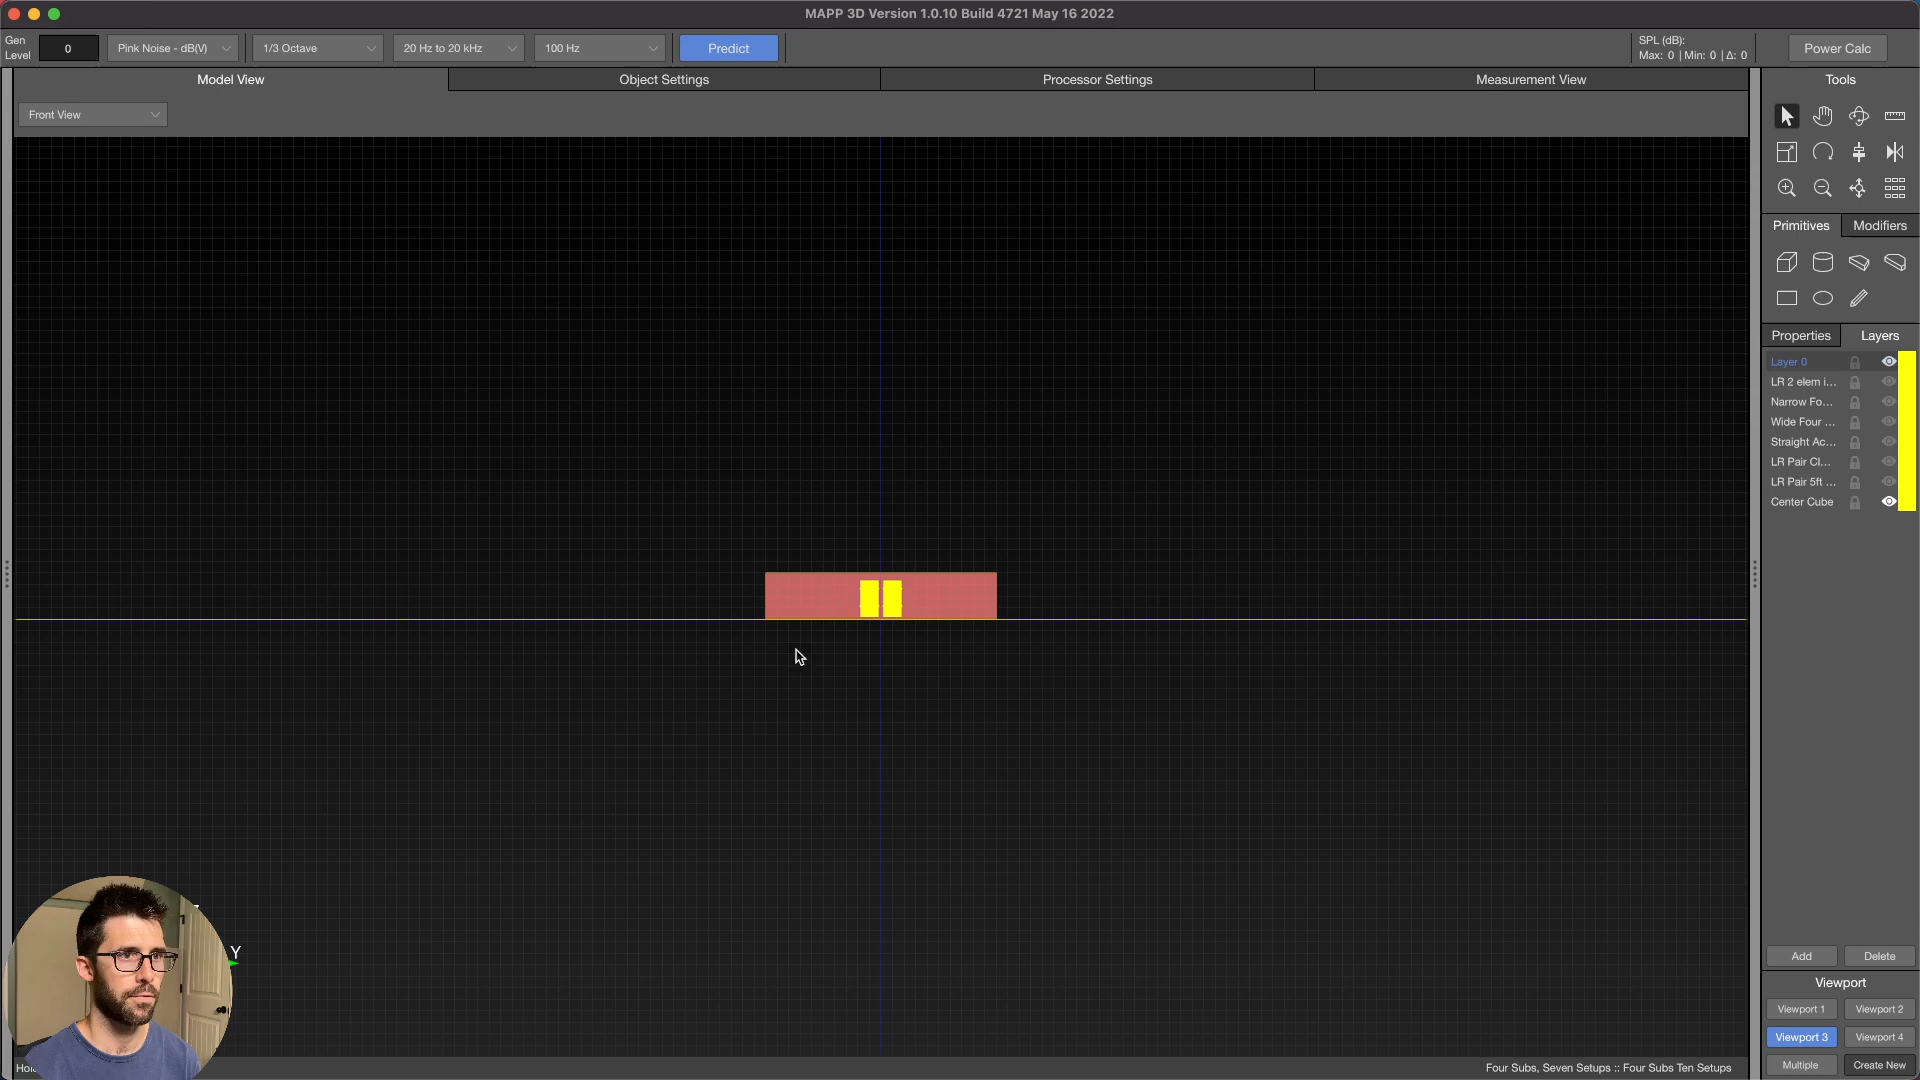 MAPP 3D Version 1.0.10 Build 4721 May 16 2022
Gen Level
0
Pink Noise - dB(V)
1/3 Octave
20 Hz to 20 kHz
100 Hz
Predict
SPL (dB):
Max: 0 | Min: 0 | Δ: 0
Power Calc
Model View
Object Settings
Processor Settings
Measurement View
Tools
Front View
Primitives
Modifiers
Properties
Layers
Layer 0
LR 2 elem i...
Narrow Fo...
Wide Four ...
Straight Ac...
LR Pair Cl...
LR Pair 5ft ...
Center Cube
Y
Add
Delete
Viewport
Viewport 1
Viewport 2
Viewport 3
Viewport 4
Multiple
Create New
Four Subs, Seven Setups :: Four Subs Ten Setups